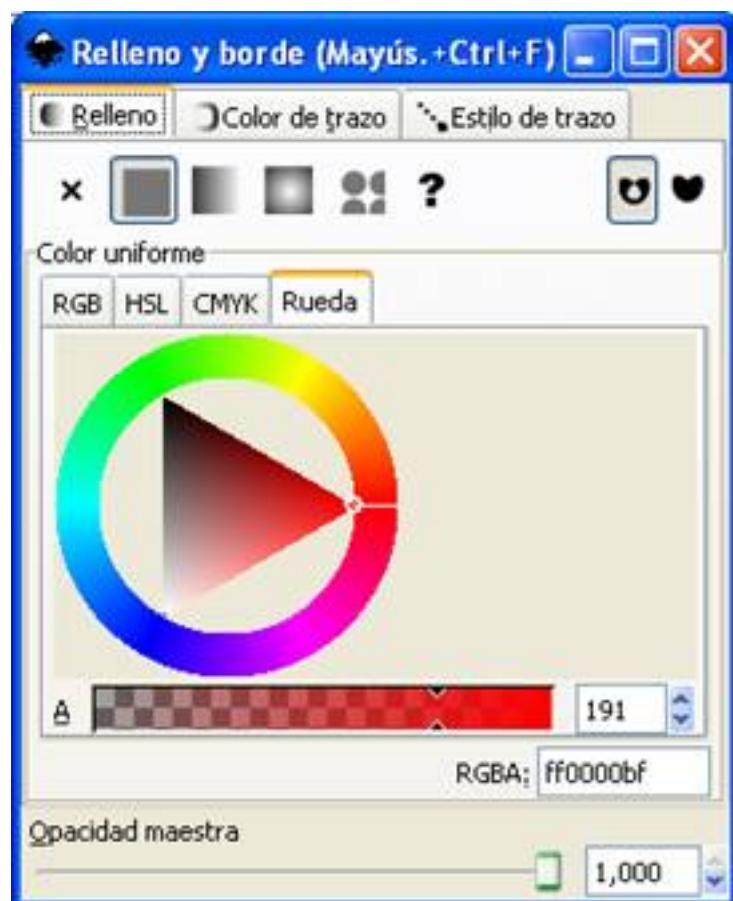 Relleno y borde (Mayús.+Ctrl+F)
Relleno Color de trazo Estilo de trazo
?
Color uniforme
RGB HSL CMYK Rueda
A 191
RGBA: ff0000bf
Opacidad maestra
1,000